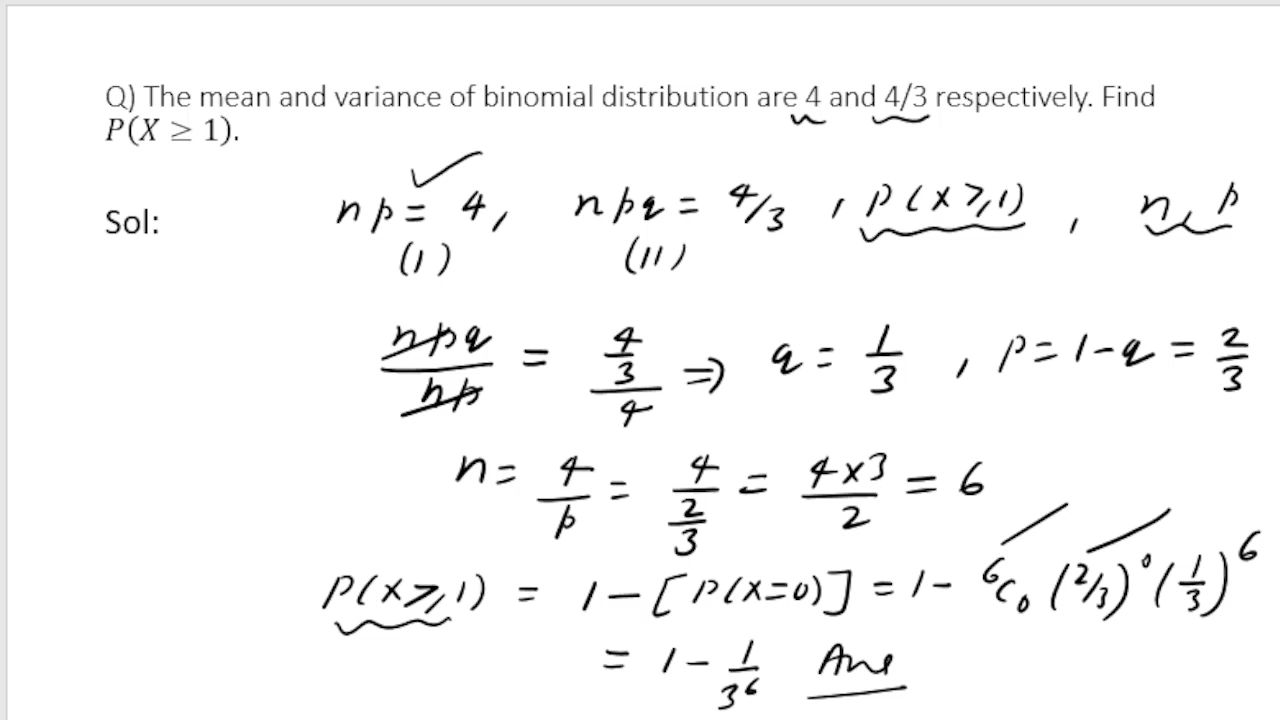 Q) The mean and variance of binomial distribution are 4 and 4/3 respectively. Find
P(X ≥ 1).
Sol: np = 4, npq = 4/3 , P(X ≥ 1) , n, p
(I) (II)
npq/np = (4/3)/4 ⇒ q = 1/3 , p = 1-q = 2/3
n = 4/p = 4/(2/3) = 4×3/2 = 6
P(X ≥ 1) = 1 - [P(X=0)] = 1 - ⁶C₀ (2/3)⁰ (1/3)⁶
= 1 - 1/3⁶ Ans